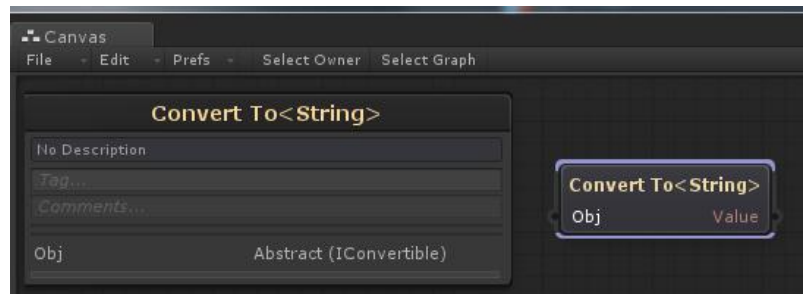 Canvas
File Edit Prefs Select Owner Select Graph
Convert To<String>
No Description
Tag...
Comments...
Obj Abstract (IConvertible)
Convert To<String>
Obj Value